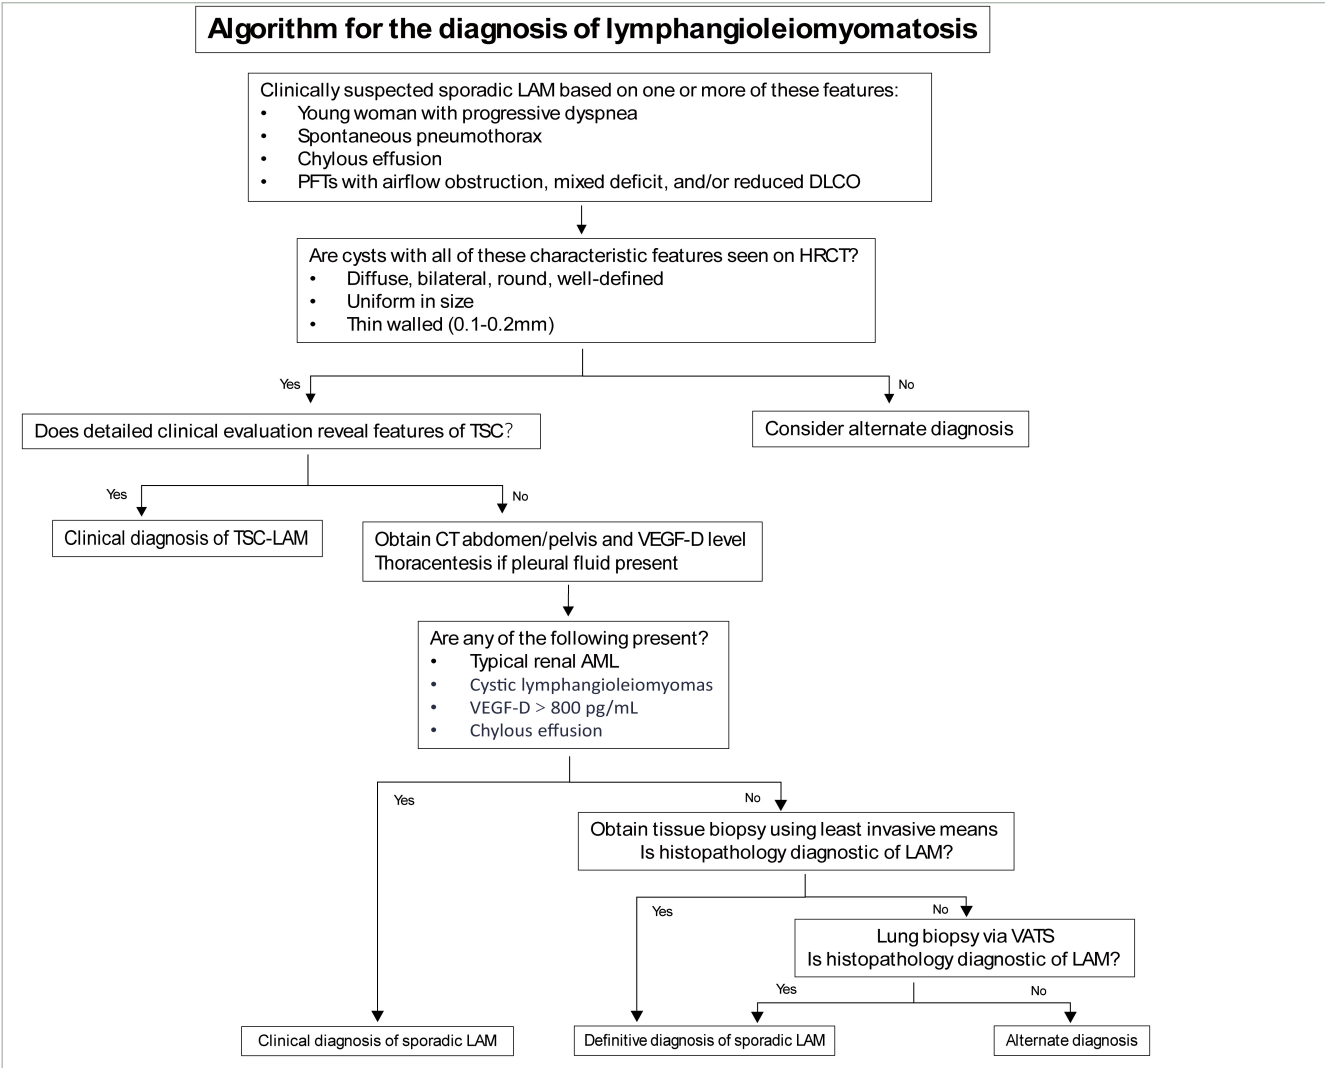 Algorithm for the diagnosis of lymphangioleiomyomatosis
Clinically suspected sporadic LAM based on one or more of these features:
• Young woman with progressive dyspnea
• Spontaneous pneumothorax
• Chylous effusion
• PFTs with airflow obstruction, mixed deficit, and/or reduced DLCO
Are cysts with all of these characteristic features seen on HRCT?
• Diffuse, bilateral, round, well-defined
• Uniform in size
• Thin walled (0.1-0.2mm)
Yes
No
Does detailed clinical evaluation reveal features of TSC?
Consider alternate diagnosis
Yes
No
Clinical diagnosis of TSC-LAM
Obtain CT abdomen/pelvis and VEGF-D level
Thoracentesis if pleural fluid present
Are any of the following present?
• Typical renal AML
• Cystic lymphangioleiomyomas
• VEGF-D > 800 pg/mL
• Chylous effusion
Yes
No
Obtain tissue biopsy using least invasive means
Is histopathology diagnostic of LAM?
Yes
No
Lung biopsy via VATS
Is histopathology diagnostic of LAM?
Yes
No
Clinical diagnosis of sporadic LAM
Definitive diagnosis of sporadic LAM
Alternate diagnosis